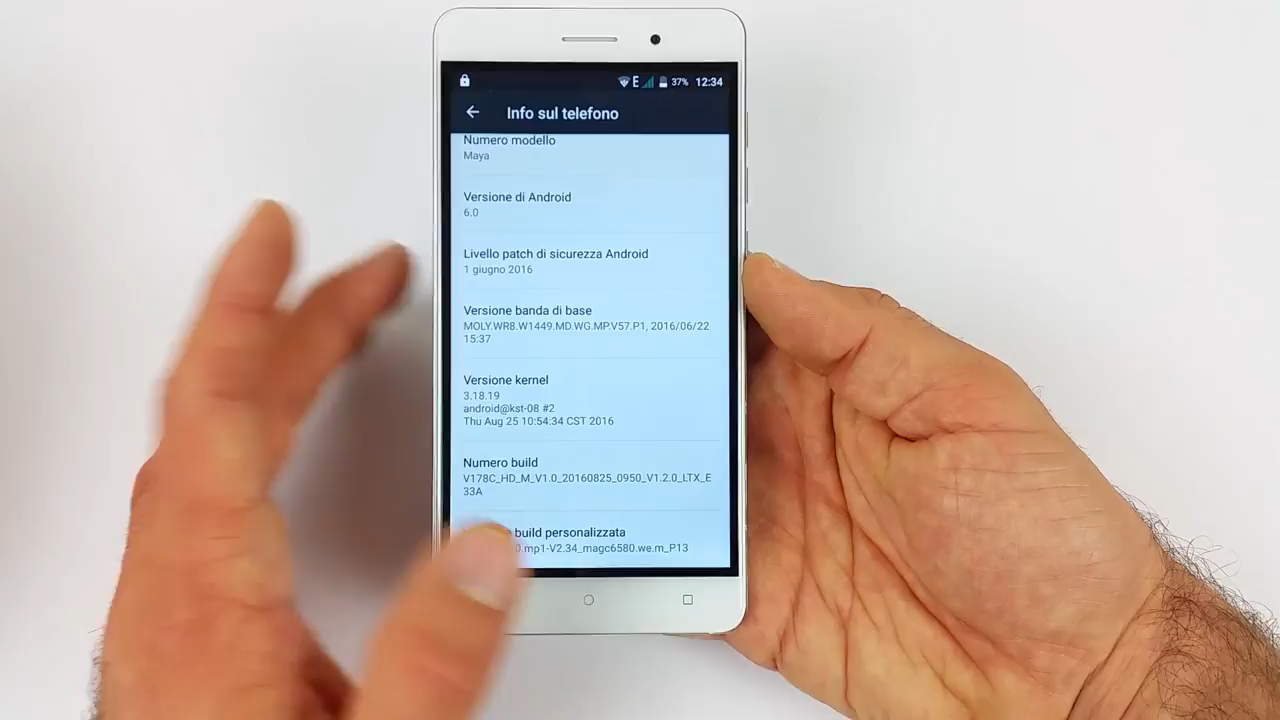 E 37% 12:34
Info sul telefono
Numero modello
Maya
Versione di Android
6.0
Livello patch di sicurezza Android
1 giugno 2016
Versione banda di base
MOLY.WR8.W1449.MD.WG.MP.V57.P1, 2016/06/22
15:37
Versione kernel
3.18.19
android@kst-08 #2
Thu Aug 25 10:54:34 CST 2016
Numero build
V178C_HD_M_V1.0_20160825_0950_V1.2.0_LTX_E
33A
build personalizzata
.mp1-V2.34_magc6580.we.m_P13